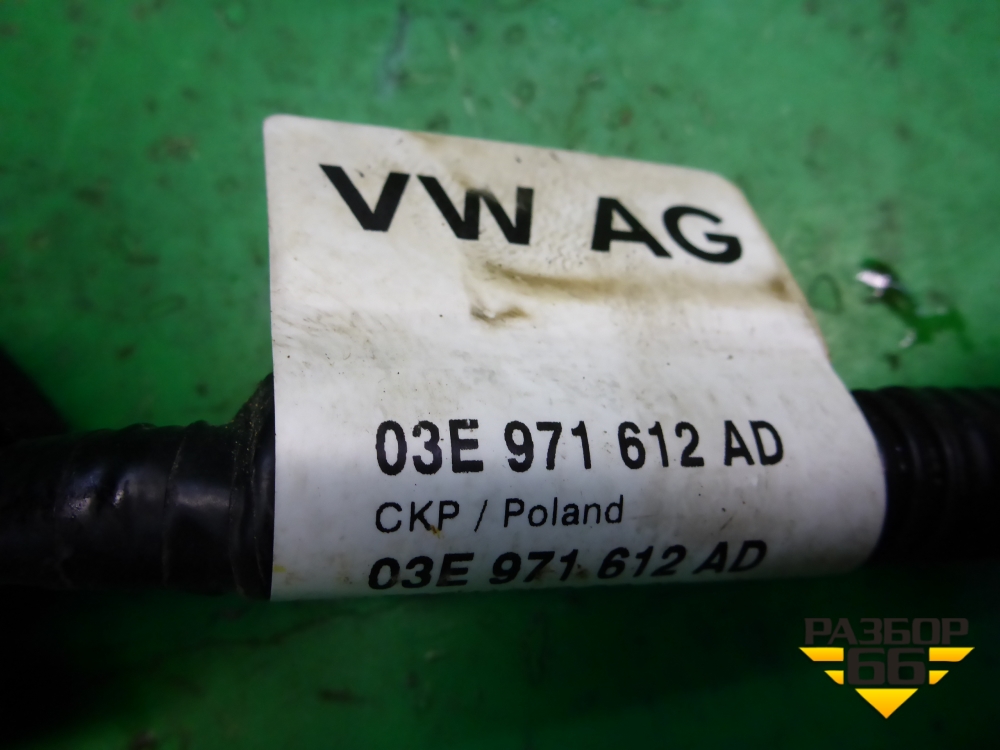 VW AG
03E 971 612 AD
CKP / Poland
03E 971 612 AD
РАЗБОР
66